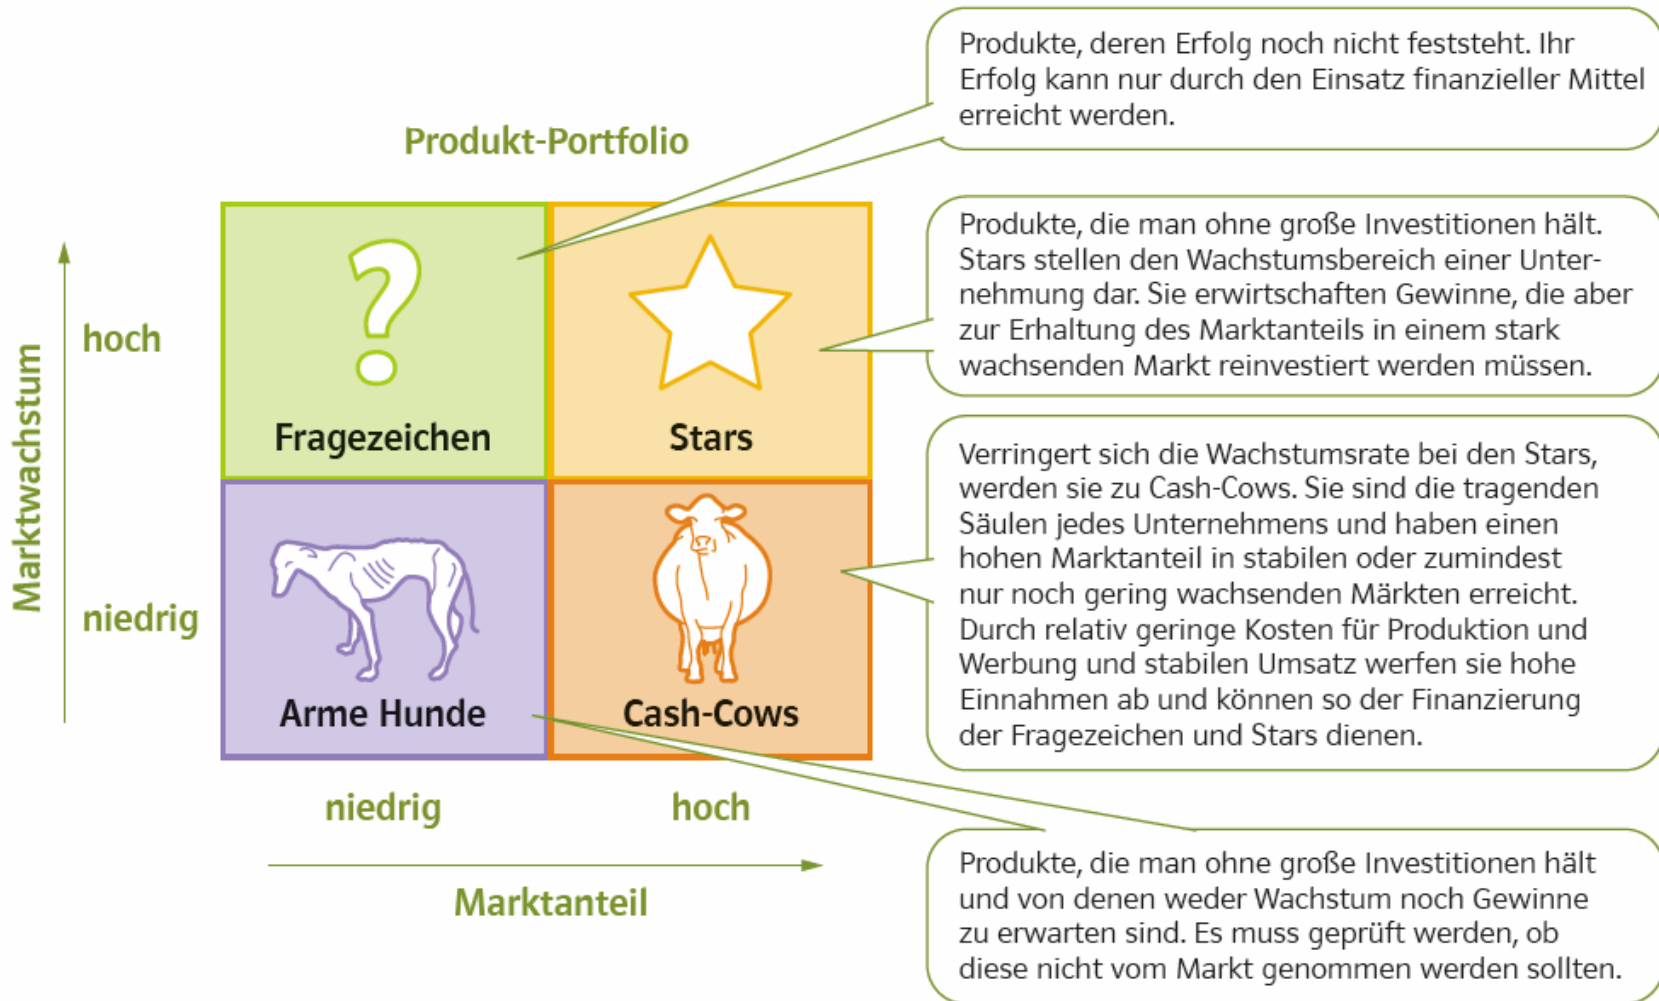 Produkt-Portfolio
Marktwachstum
hoch
niedrig
Fragezeichen
Stars
Arme Hunde
Cash-Cows
niedrig
hoch
Marktanteil
Produkte, deren Erfolg noch nicht feststeht. Ihr
Erfolg kann nur durch den Einsatz finanzieller Mittel
erreicht werden.
Produkte, die man ohne große Investitionen hält.
Stars stellen den Wachstumsbereich einer Unter-
nehmung dar. Sie erwirtschaften Gewinne, die aber
zur Erhaltung des Marktanteils in einem stark
wachsenden Markt reinvestiert werden müssen.
Verringert sich die Wachstumsrate bei den Stars,
werden sie zu Cash-Cows. Sie sind die tragenden
Säulen jedes Unternehmens und haben einen
hohen Marktanteil in stabilen oder zumindest
nur noch gering wachsenden Märkten erreicht.
Durch relativ geringe Kosten für Produktion und
Werbung und stabilen Umsatz werfen sie hohe
Einnahmen ab und können so der Finanzierung
der Fragezeichen und Stars dienen.
Produkte, die man ohne große Investitionen hält
und von denen weder Wachstum noch Gewinne
zu erwarten sind. Es muss geprüft werden, ob
diese nicht vom Markt genommen werden sollten.